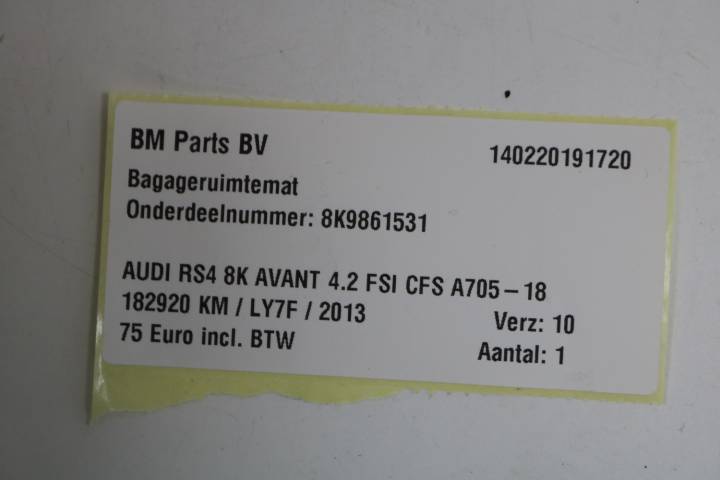 BM Parts BV 140220191720
Bagageruimtemat
Onderdeelnummer: 8K9861531
AUDI RS4 8K AVANT 4.2 FSI CFS A705-18
182920 KM / LY7F / 2013 Verz: 10
75 Euro incl. BTW Aantal: 1